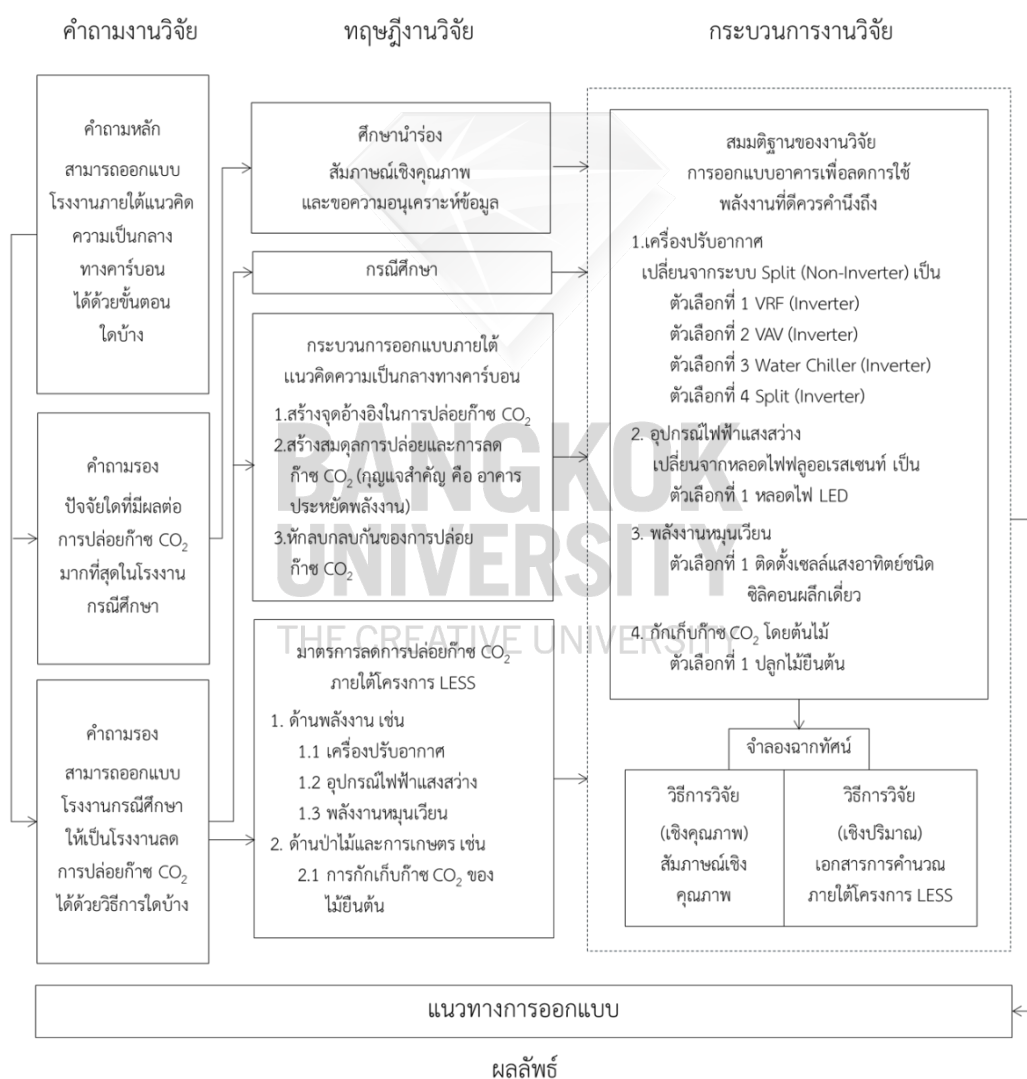 คำถามงานวิจัย
ทฤษฎีงานวิจัย
กระบวนการงานวิจัย
คำถามหลัก
สามารถออกแบบ
โรงงานภายใต้แนวคิด
ความเป็นกลาง
ทางคาร์บอน
ได้ด้วยขั้นตอน
ใดบ้าง
คำถามรอง
ปัจจัยใดที่มีผลต่อ
การปล่อยก๊าซ CO₂
มากที่สุดในโรงงาน
กรณีศึกษา
คำถามรอง
สามารถออกแบบ
โรงงานกรณีศึกษา
ให้เป็นโรงงานลด
การปล่อยก๊าซ CO₂
ได้ด้วยวิธีการใดบ้าง
ศึกษานำร่อง
สัมภาษณ์เชิงคุณภาพ
และขอความอนุเคราะห์ข้อมูล
กรณีศึกษา
กระบวนการออกแบบภายใต้
แนวคิดความเป็นกลางทางคาร์บอน
1.สร้างจุดอ้างอิงในการปล่อยก๊าซ CO₂
2.สร้างสมดุลการปล่อยและการลด
ก๊าซ CO₂ (กุญแจสำคัญ คือ อาคาร
ประหยัดพลังงาน)
3.หักลบกลบกันของการปล่อย
ก๊าซ CO₂
มาตรการลดการปล่อยก๊าซ CO₂
ภายใต้โครงการ LESS
1. ด้านพลังงาน เช่น
1.1 เครื่องปรับอากาศ
1.2 อุปกรณ์ไฟฟ้าแสงสว่าง
1.3 พลังงานหมุนเวียน
2. ด้านป่าไม้และการเกษตร เช่น
2.1 การกักเก็บก๊าซ CO₂ ของ
ไม้ยืนต้น
สมมติฐานของงานวิจัย
การออกแบบอาคารเพื่อลดการใช้
พลังงานที่ดีควรคำนึงถึง
1.เครื่องปรับอากาศ
เปลี่ยนจากระบบ Split (Non-Inverter) เป็น
ตัวเลือกที่ 1 VRF (Inverter)
ตัวเลือกที่ 2 VAV (Inverter)
ตัวเลือกที่ 3 Water Chiller (Inverter)
ตัวเลือกที่ 4 Split (Inverter)
2. อุปกรณ์ไฟฟ้าแสงสว่าง
เปลี่ยนจากหลอดไฟฟลูออเรสเซนท์ เป็น
ตัวเลือกที่ 1 หลอดไฟ LED
3. พลังงานหมุนเวียน
ตัวเลือกที่ 1 ติดตั้งเซลล์แสงอาทิตย์ชนิด
ซิลิคอนผลึกเดี่ยว
4. กักเก็บก๊าซ CO₂ โดยต้นไม้
ตัวเลือกที่ 1 ปลูกไม้ยืนต้น
จำลองฉากทัศน์
วิธีการวิจัย
(เชิงคุณภาพ)
สัมภาษณ์เชิง
คุณภาพ
วิธีการวิจัย
(เชิงปริมาณ)
เอกสารการคำนวณ
ภายใต้โครงการ LESS
BANGKOK
UNIVERSITY
THE CREATIVE UNIVERSITY
แนวทางการออกแบบ
ผลลัพธ์